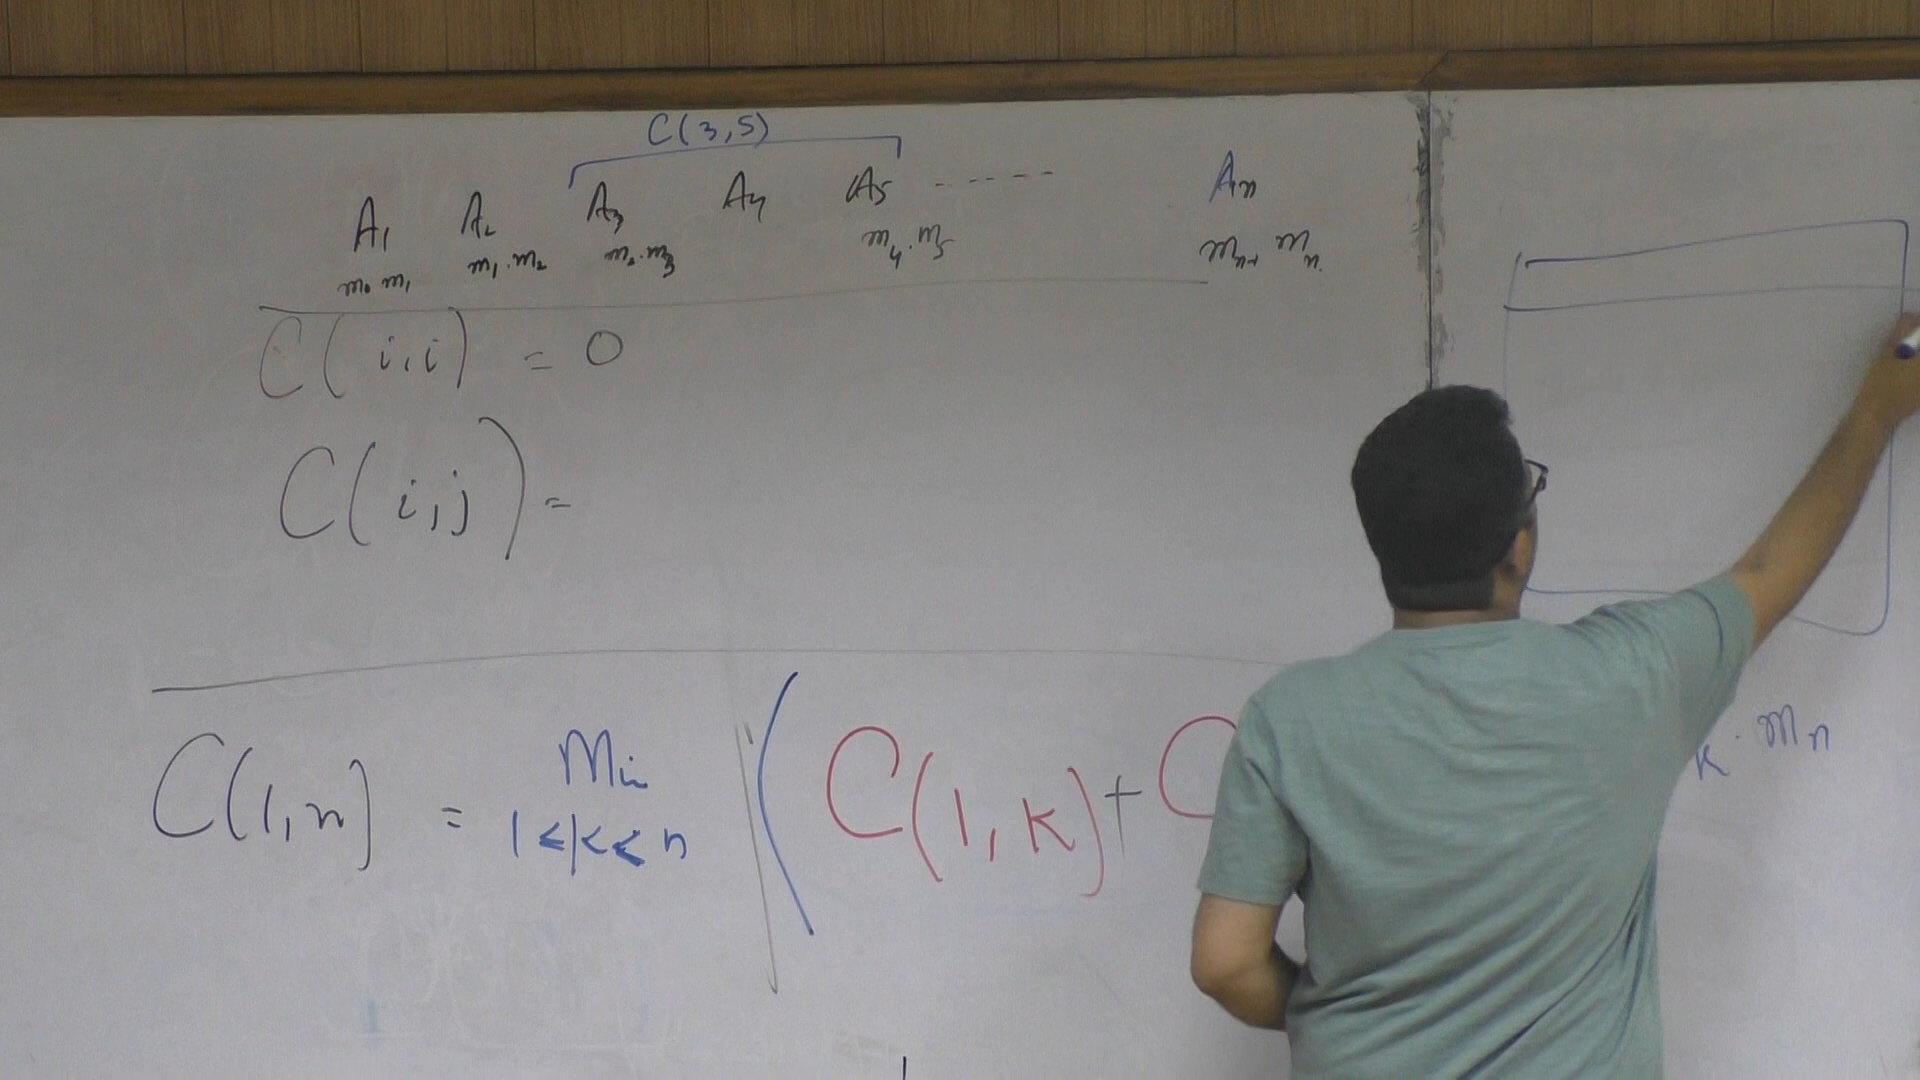 C(3,5)
A1 A2 A3 A4 A5 ------ An
m0 m1 m1.m2 m2.m3 m4.m5 mn-1 mn
C(i,i) = 0
C(i,j) =
C(1,n) = Min (C(1,K)+C K.mn
1≤K<n